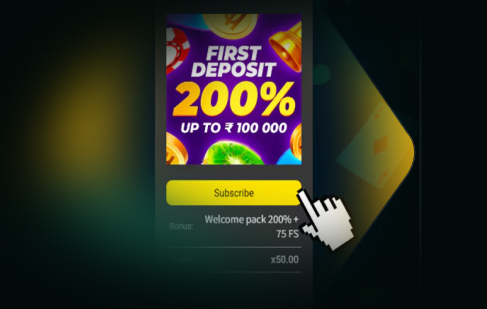 FIRST
DEPOSIT
200%
UP TO ₹ 100 000
Subscribe
Bonus:
Welcome pack 200% +
75 FS
x50.00